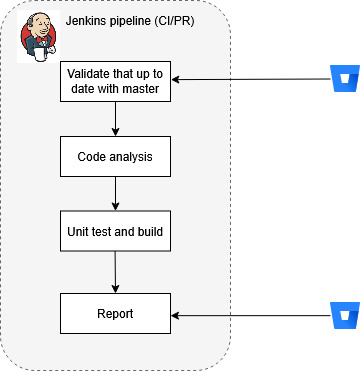 Jenkins pipeline (CI/PR)
Validate that up to
date with master
Code analysis
Unit test and build
Report